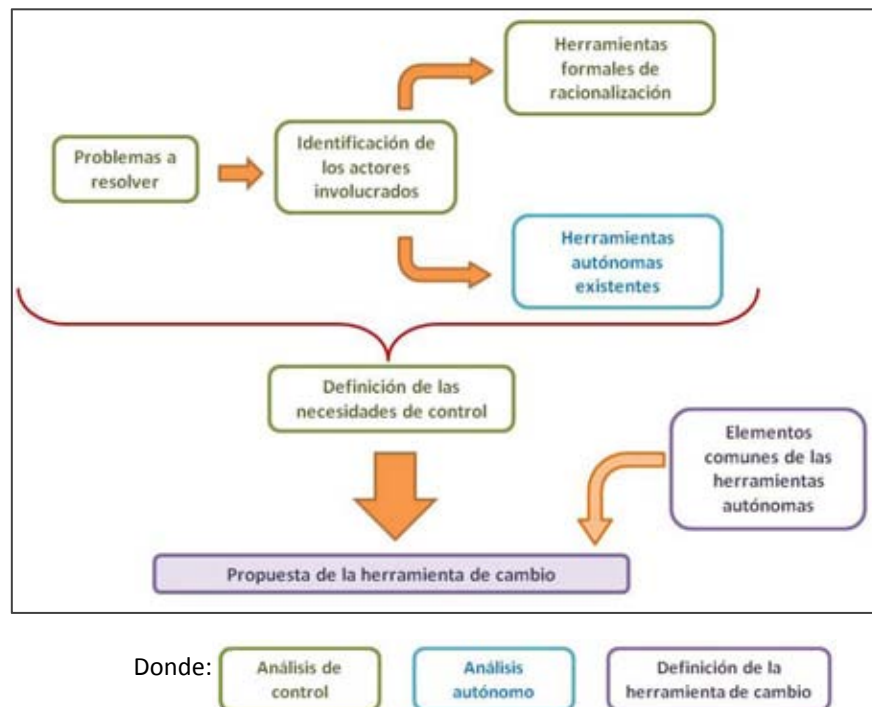 Herramientas
formales de
racionalización
Problemas a
resolver
Identificación de
los actores
involucrados
Herramientas
autónomas
existentes
Definición de las
necesidades de control
Elementos
comunes de las
herramientas
autónomas
Propuesta de la herramienta de cambio
Donde:
Análisis de
control
Análisis
autónomo
Definición de la
herramienta de cambio